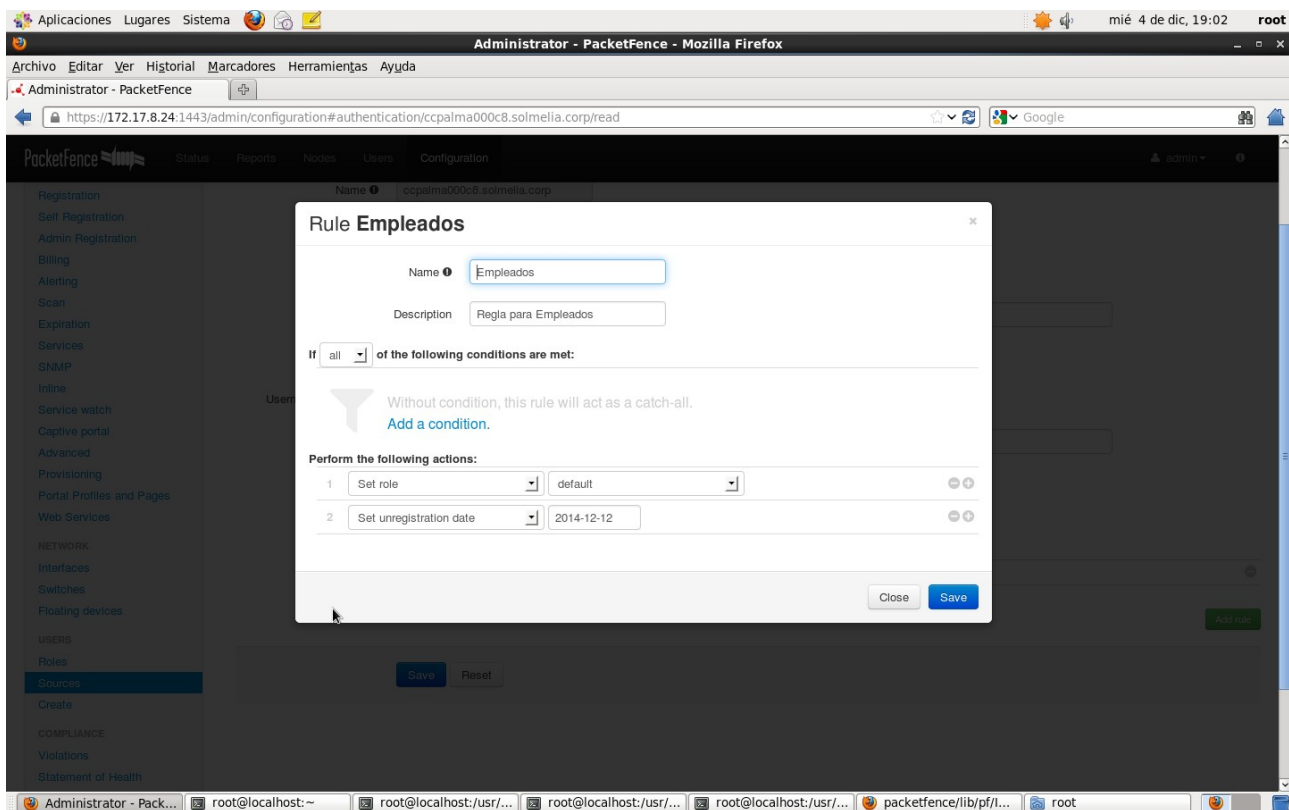 Aplicaciones Lugares Sistema mié 4 de dic, 19:02 root
Administrator - PacketFence - Mozilla Firefox
Archivo Editar Ver Historial Marcadores Herramientas Ayuda
Administrator - PacketFence
https://172.17.8.24:1443/admin/configuration#authentication/ccpalma000c8.solmelia.corp/read Google
PacketFence Status Reports Nodes Users Configuration admin
Name ccpalma000c8.solmelia.corp
Registration
Self Registration
Admin Registration
Billing
Alerting
Scan
Expiration
Services
SNMP
Inline
Service watch
Captive portal
Advanced
Provisioning
Portal Profiles and Pages
Web Services
NETWORK
Interfaces
Switches
Floating devices
USERS
Roles
Sources
Create
COMPLIANCE
Violations
Statement of Health
Rule Empleados ×
Name Empleados
Description Regla para Empleados
If all of the following conditions are met:
Without condition, this rule will act as a catch-all.
Add a condition.
Perform the following actions:
1 Set role default
2 Set unregistration date 2014-12-12
Close Save
Add rule
Save Reset
Administrator - Pack... root@localhost:~ root@localhost:/usr/... root@localhost:/usr/... root@localhost:/usr/... packetfence/lib/pf/l... root